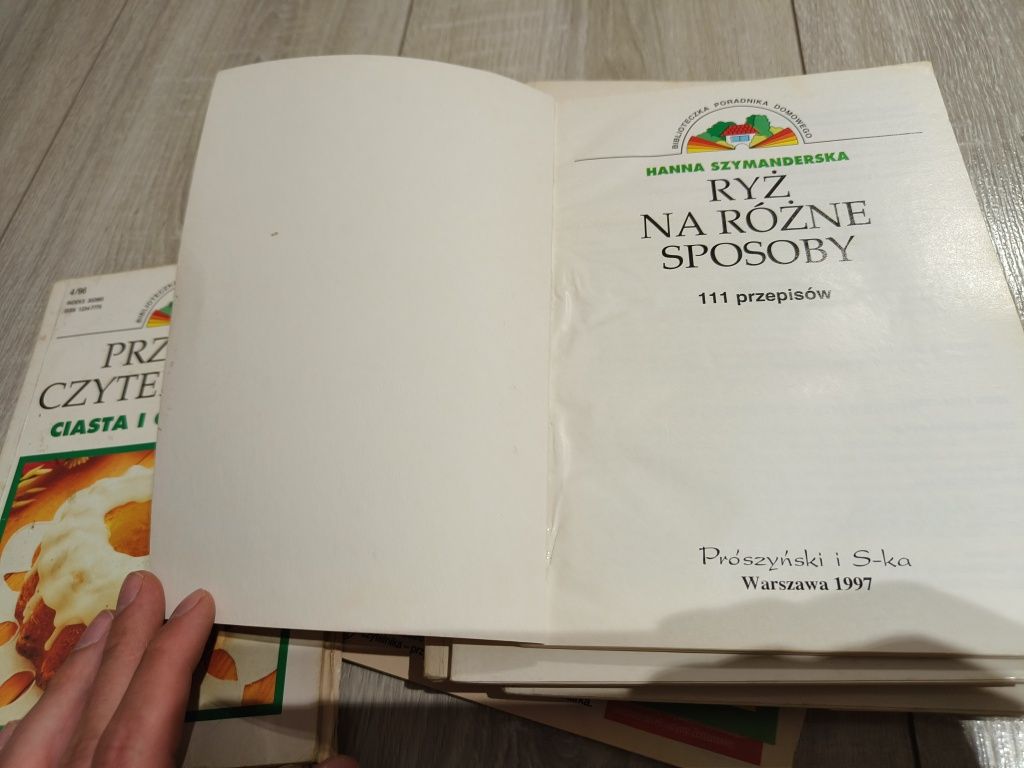 BIBLIOTECZKA PORADNIKA DOMOWEGO
HANNA SZYMANDERSKA
RYŻ
NA RÓŻNE
SPOSOBY
111 przepisów
Prószyński i S-ka
Warszawa 1997
4/96
PRZ
CZYTE
CIASTA I